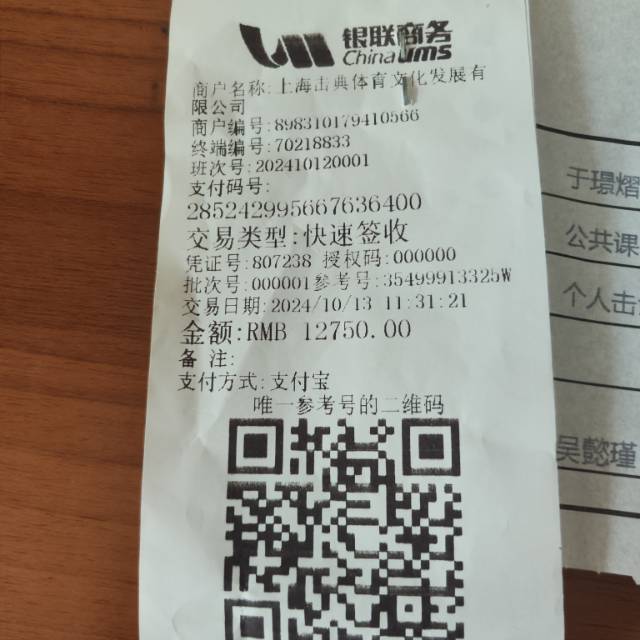 银联商务
China ums
商户名称:上海击典体育文化发展有
限公司
商户编号:898310179410566
终端编号:70218833
班次号:202410120001
支付码号:
2852429956676 36400
交易类型:快速签收
凭证号:807238 授权码:000000
批次号:000001参考号:35499913325W
交易日期:2024/10/13 11:31:21
金额:RMB 12750.00
备 注:
支付方式:支付宝
唯一参考号的二维码
于璟熠
公共课
个人击
吴懿瑾